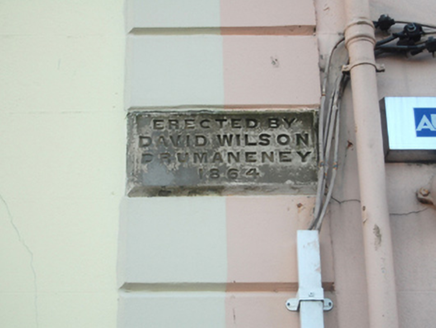 ERECTED BY
DAVID WILSON
DRUMANENEY
1864